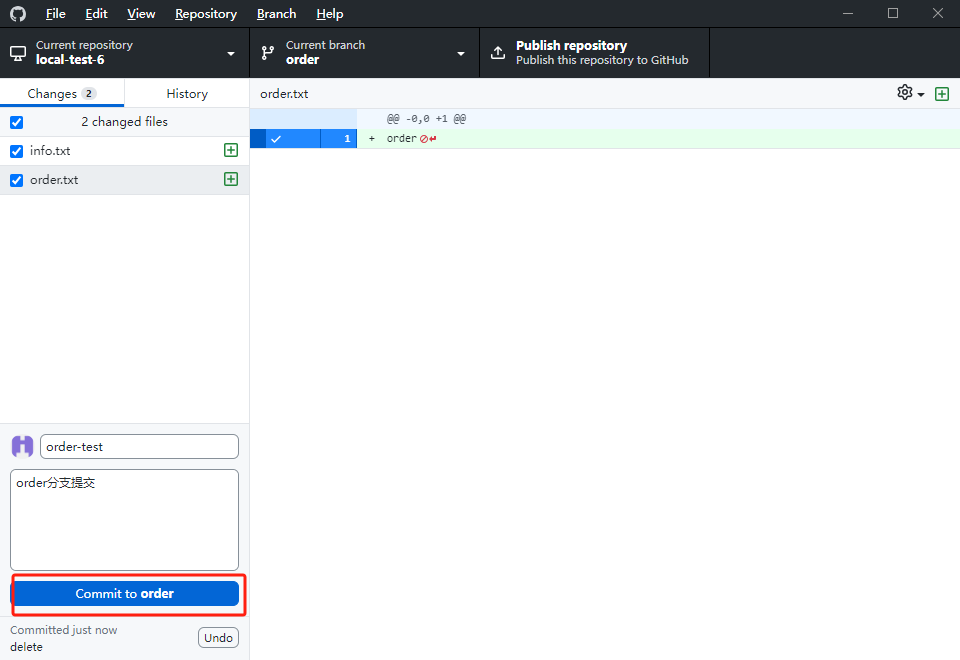 File Edit View Repository Branch Help
Current repository
local-test-6
Current branch
order
Publish repository
Publish this repository to GitHub
Changes 2
History
order.txt
2 changed files
info.txt
order.txt
@@ -0,0 +1 @@
1 + order
order-test
order分支提交
Commit to order
Committed just now
delete
Undo